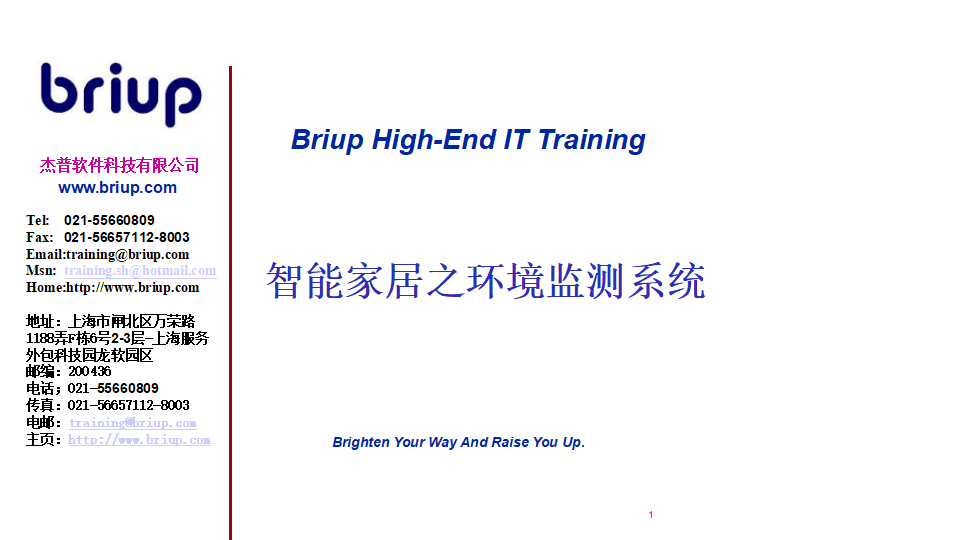 briup
杰普软件科技有限公司
www.briup.com
Tel: 021-55660809
Fax: 021-56657112-8003
Email:training@briup.com
Msn: training.sh@hotmail.com
Home:http://www.briup.com
地址：上海市闸北区万荣路
1188弄F栋6号2-3层-上海服务
外包科技园龙软园区
邮编：200436
电话；021-55660809
传真：021-56657112-8003
电邮：training@briup.com
主页：http://www.briup.com
Briup High-End IT Training
智能家居之环境监测系统
Brighten Your Way And Raise You Up.
1